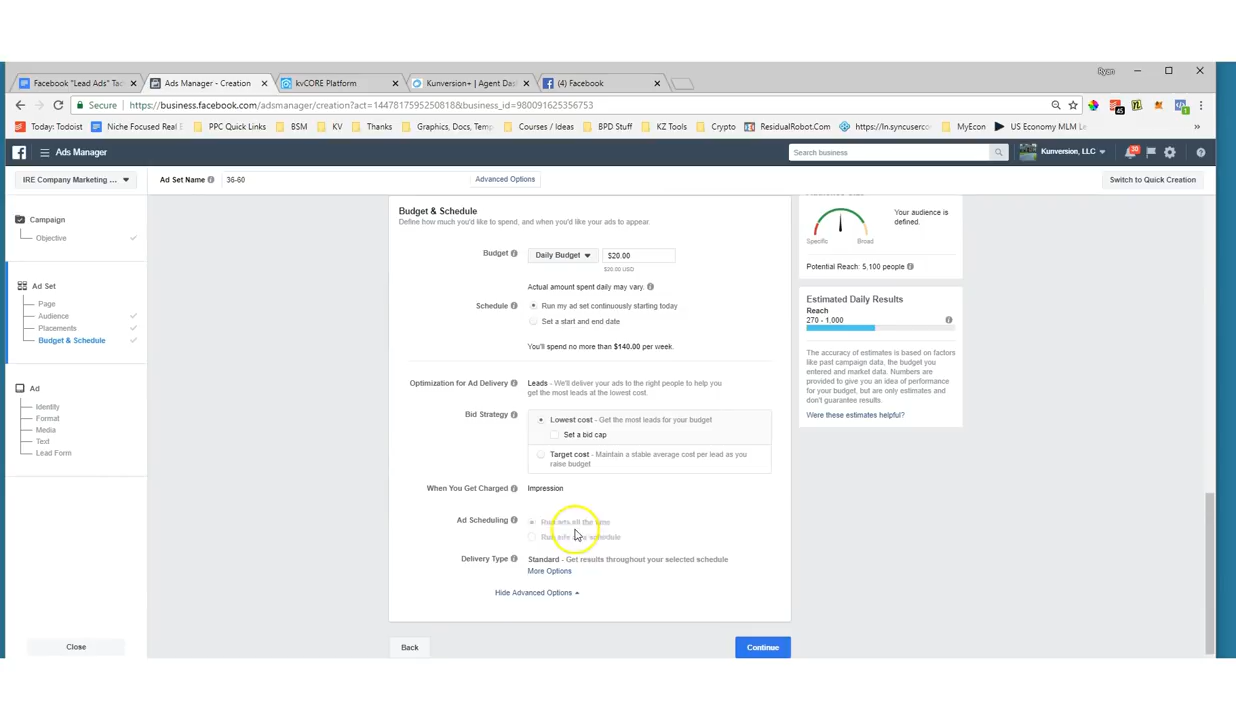 Ryan
Facebook "Lead Ads" Tac
Ads Manager - Creation
kvCORE Platform
Kunversion+ | Agent Das
(4) Facebook
Secure
https://business.facebook.com/adsmanager/creation?act=1447817595250818&business_id=980091625356753
Today: Todoist
Niche Focused Real E
PPC Quick Links
BSM
KV
Thanks
Graphics, Docs, Temp
Courses / Ideas
BPD Stuff
KZ Tools
Crypto
ResidualRobot.Com
https://ln.syncuserco
MyEcon
US Economy MLM Le
Ads Manager
Search business
Kunversion, LLC
IRE Company Marketing ...
Ad Set Name
36-60
Advanced Options
Switch to Quick Creation
Campaign
Objective
Ad Set
Page
Audience
Placements
Budget & Schedule
Ad
Identity
Format
Media
Text
Lead Form
Close
Budget & Schedule
Define how much you'd like to spend, and when you'd like your ads to appear.
Budget
Daily Budget
$20.00
$20.00 USD
Actual amount spent daily may vary.
Schedule
Run my ad set continuously starting today
Set a start and end date
You'll spend no more than $140.00 per week.
Optimization for Ad Delivery
Leads - We'll deliver your ads to the right people to help you
get the most leads at the lowest cost.
Bid Strategy
Lowest cost - Get the most leads for your budget
Set a bid cap
Target cost - Maintain a stable average cost per lead as you
raise budget
When You Get Charged
Impression
Ad Scheduling
Run ads all the time
Run ads on a schedule
Delivery Type
Standard - Get results throughout your selected schedule
More Options
Hide Advanced Options
Back
Continue
Your audience is
defined.
Specific
Broad
Potential Reach: 5,100 people
Estimated Daily Results
Reach
270 - 1,000
The accuracy of estimates is based on factors
like past campaign data, the budget you
entered and market data. Numbers are
provided to give you an idea of performance
for your budget, but are only estimates and
don't guarantee results.
Were these estimates helpful?